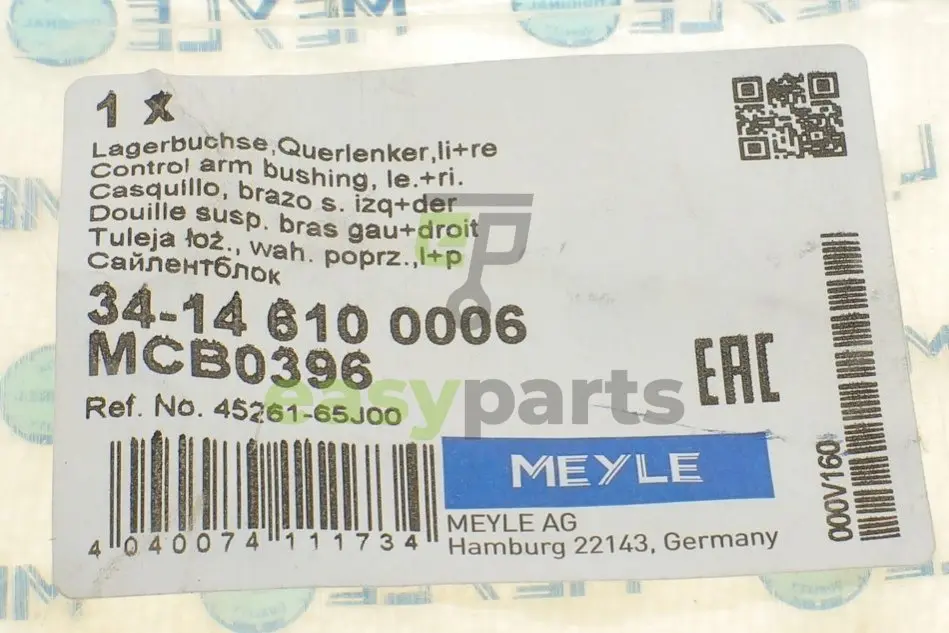 1 x
Lagerbuchse,Querlenker,li+re
Control arm bushing, le.+ri.
Casquillo, brazo s. izq+der
Douille susp. bras gau+droit
Tuleja łoż., wah. poprz.,l+p
Сайлентблок
34-14 610 0006
MCB0396
Ref. No. 45261-65J00
EAC
easyparts
4 040074 111734
MEYLE
MEYLE AG
Hamburg 22143, Germany
000V160
MEYLE